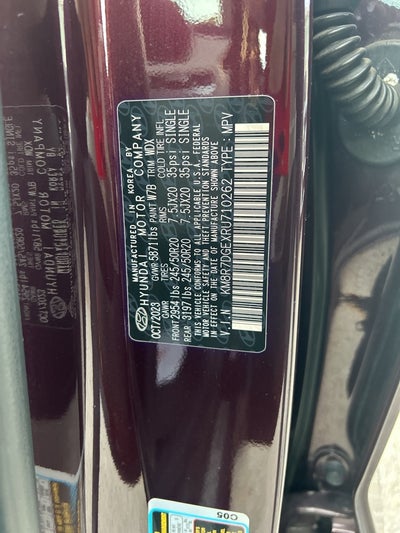 MANUFACTURED IN KOREA BY
HYUNDAI MOTOR COMPANY
OCT/2023 GVWR 5871lbs PAINT W7B TRIM WDX
GAWR TIRES RIMS COLD TIRE INFL
FRONT 2954 lbs 245/50R20 7.5JX20 35psi SINGLE
REAR 3197 lbs 245/50R20 7.5JX20 35psi SINGLE
THIS VEHICLE CONFORMS TO ALL APPLICABLE U.S.A. FEDERAL
MOTOR VEHICLE SAFETY AND THEFT PREVENTION STANDARDS
IN EFFECT ON THE DATE OF MANUFACTURE SHOWN ABOVE
V.I.N: KM8R7DGEXRU710262 TYPE: MPV
C05